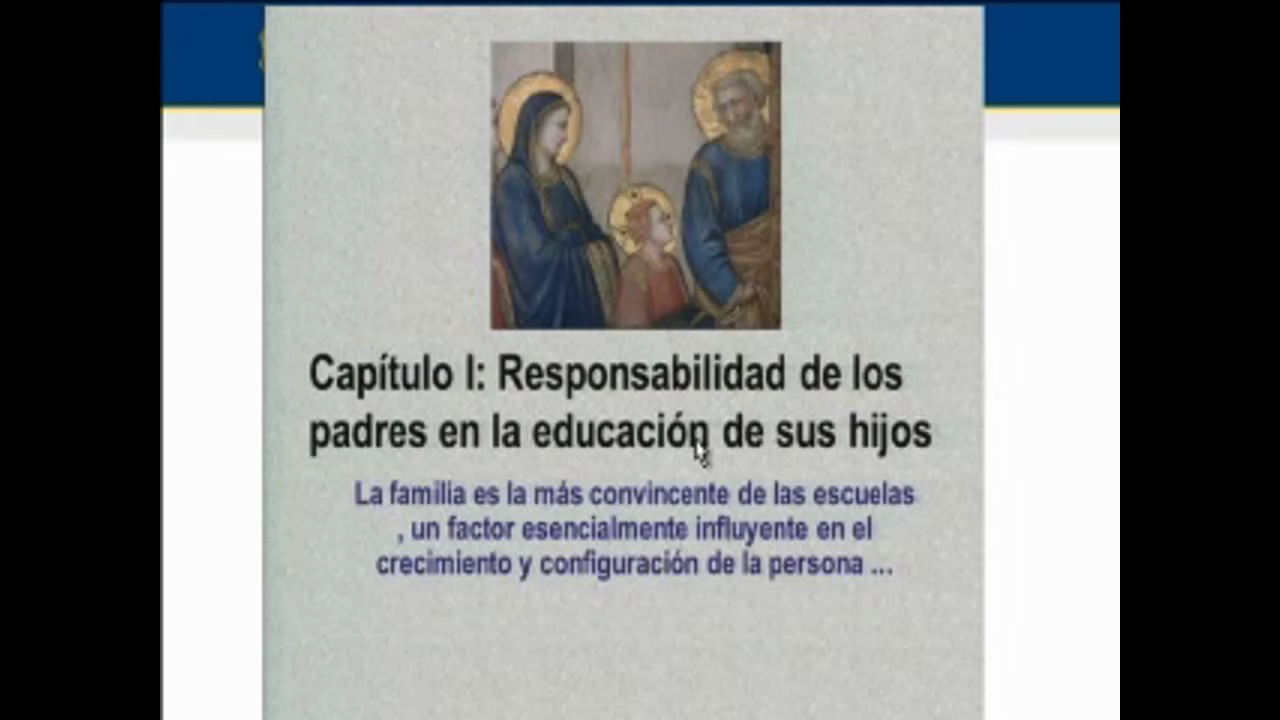 Capítulo I: Responsabilidad de los
padres en la educación de sus hijos
La familia es la más convincente de las escuelas
, un factor esencialmente influyente en el
crecimiento y configuración de la persona ...